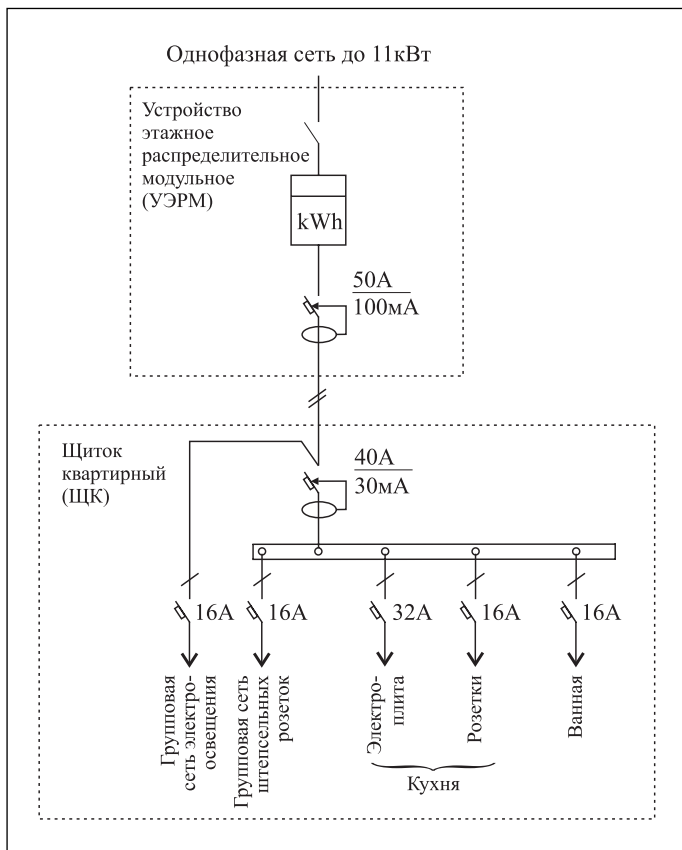 Однофазная сеть до 11кВт
Устройство
этажное
распределительное
модульное
(УЭРМ)
kWh
50А
100мА
Щиток
квартирный
(ЩК)
40А
30мА
16А
16А
32А
16А
16А
Групповая
сеть электро-
освещения
Групповая сеть
штепсельных
розеток
Электро-
плита
Розетки
Ванная
Кухня